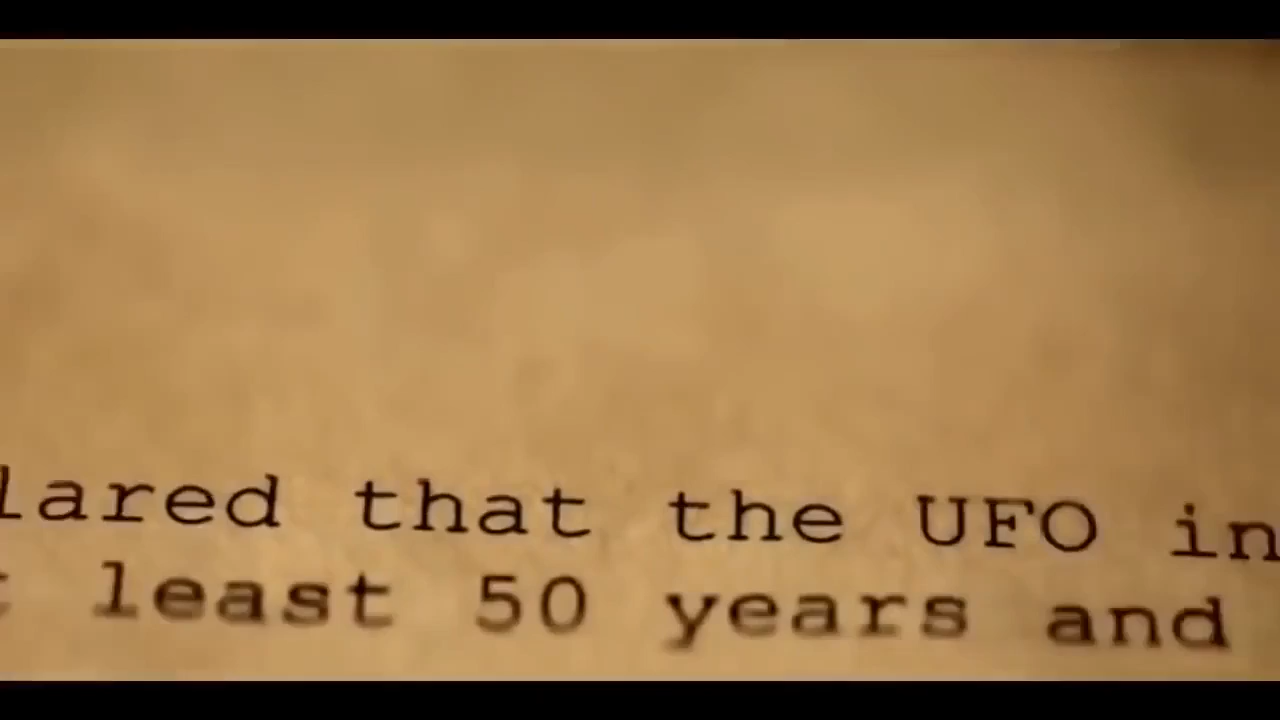 lared that the UFO in
t least 50 years and